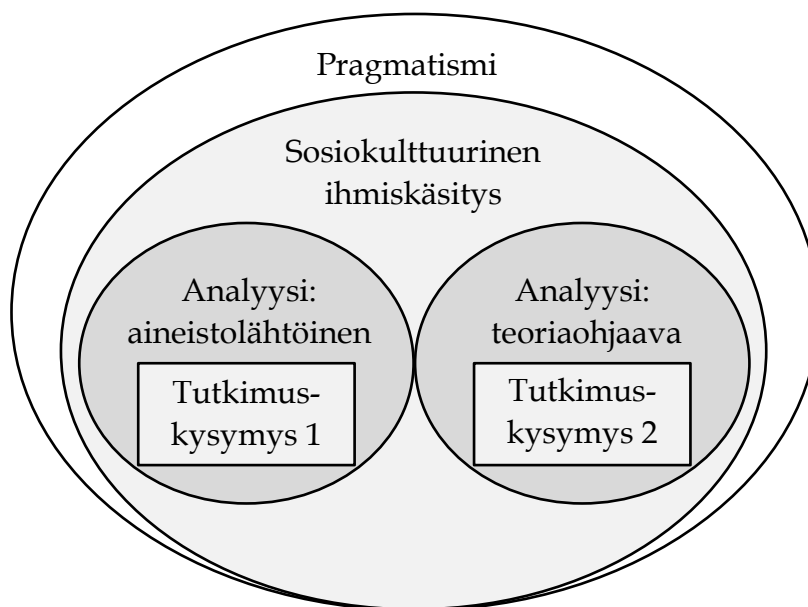 Pragmatismi
Sosiokulttuurinen
ihmiskäsitys
Analyysi:
aineistolähtöinen
Tutkimus-
kysymys 1
Analyysi:
teoriaohjaava
Tutkimus-
kysymys 2